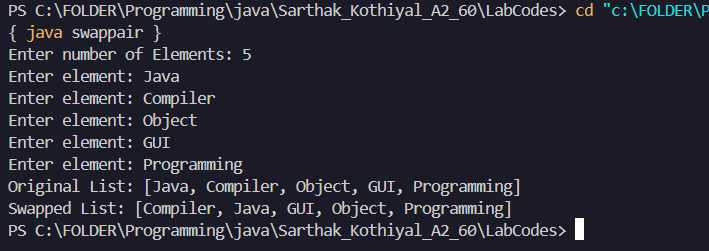 PS C:\FOLDER\Programming\java\Sarthak_Kothiyal_A2_60\LabCodes> cd "c:\FOLDER\P
{ java swappair }
Enter number of Elements: 5
Enter element: Java
Enter element: Compiler
Enter element: Object
Enter element: GUI
Enter element: Programming
Original List: [Java, Compiler, Object, GUI, Programming]
Swapped List: [Compiler, Java, GUI, Object, Programming]
PS C:\FOLDER\Programming\java\Sarthak_Kothiyal_A2_60\LabCodes>